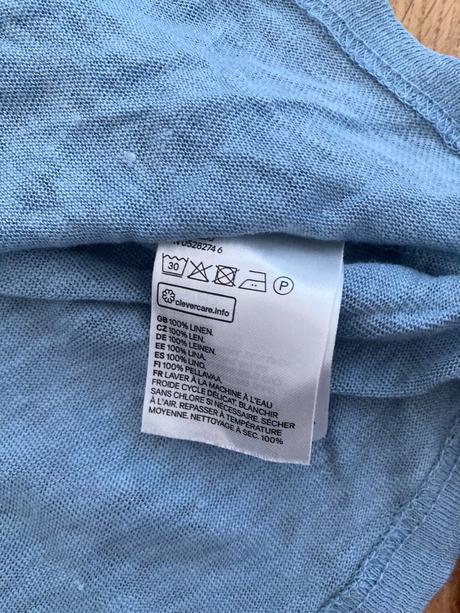 0528274 6
30 P
clevercare.info
GB 100% LINEN.
CZ 100% LEN.
DE 100% LEINEN.
EE 100% LINA.
ES 100% LINO.
FI 100% PELLAVAA.
FR LAVER À LA MACHINE À L'EAU
FROIDE CYCLE DÉLICAT. BLANCHIR
SANS CHLORE SI NÉCESSAIRE. SÉCHER
À L'AIR. REPASSER À TEMPÉRATURE
MOYENNE. NETTOYAGE À SEC. 100%